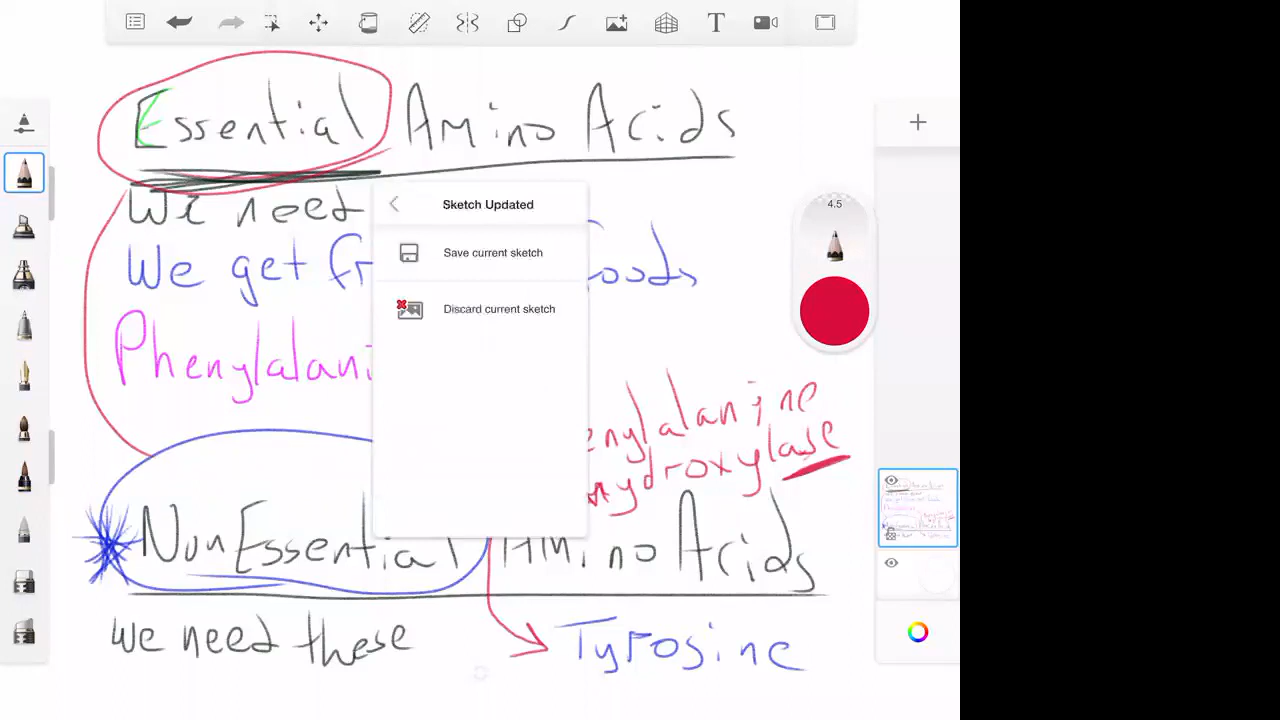 T
Essential Amino Acids
We need
We get fr
oods
Phenylalani
enylalanine
hydroxylase
NonEssential Amino Acids
we need these
Tyrosine
Sketch Updated
Save current sketch
Discard current sketch
4.5